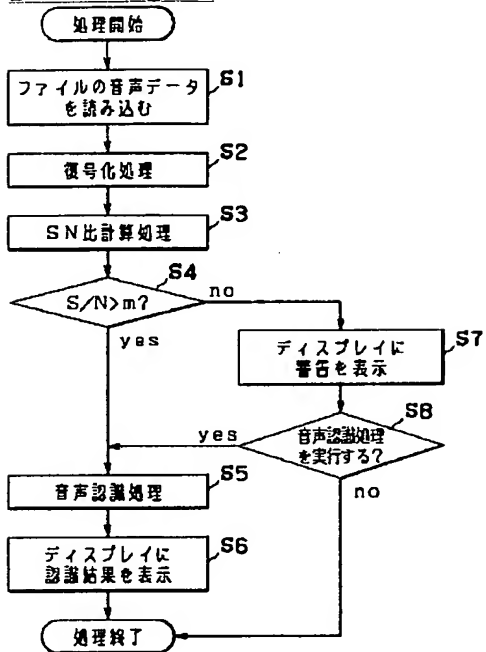 処理開始
ファイルの音声データ
を読み込む
S1
復号化処理
S2
SN比計算処理
S3
S/N>m?
S4
no
yes
ディスプレイに
警告を表示
S7
音声認識処理
を実行する?
S8
yes
no
音声認識処理
S5
ディスプレイに
認識結果を表示
S6
処理終了